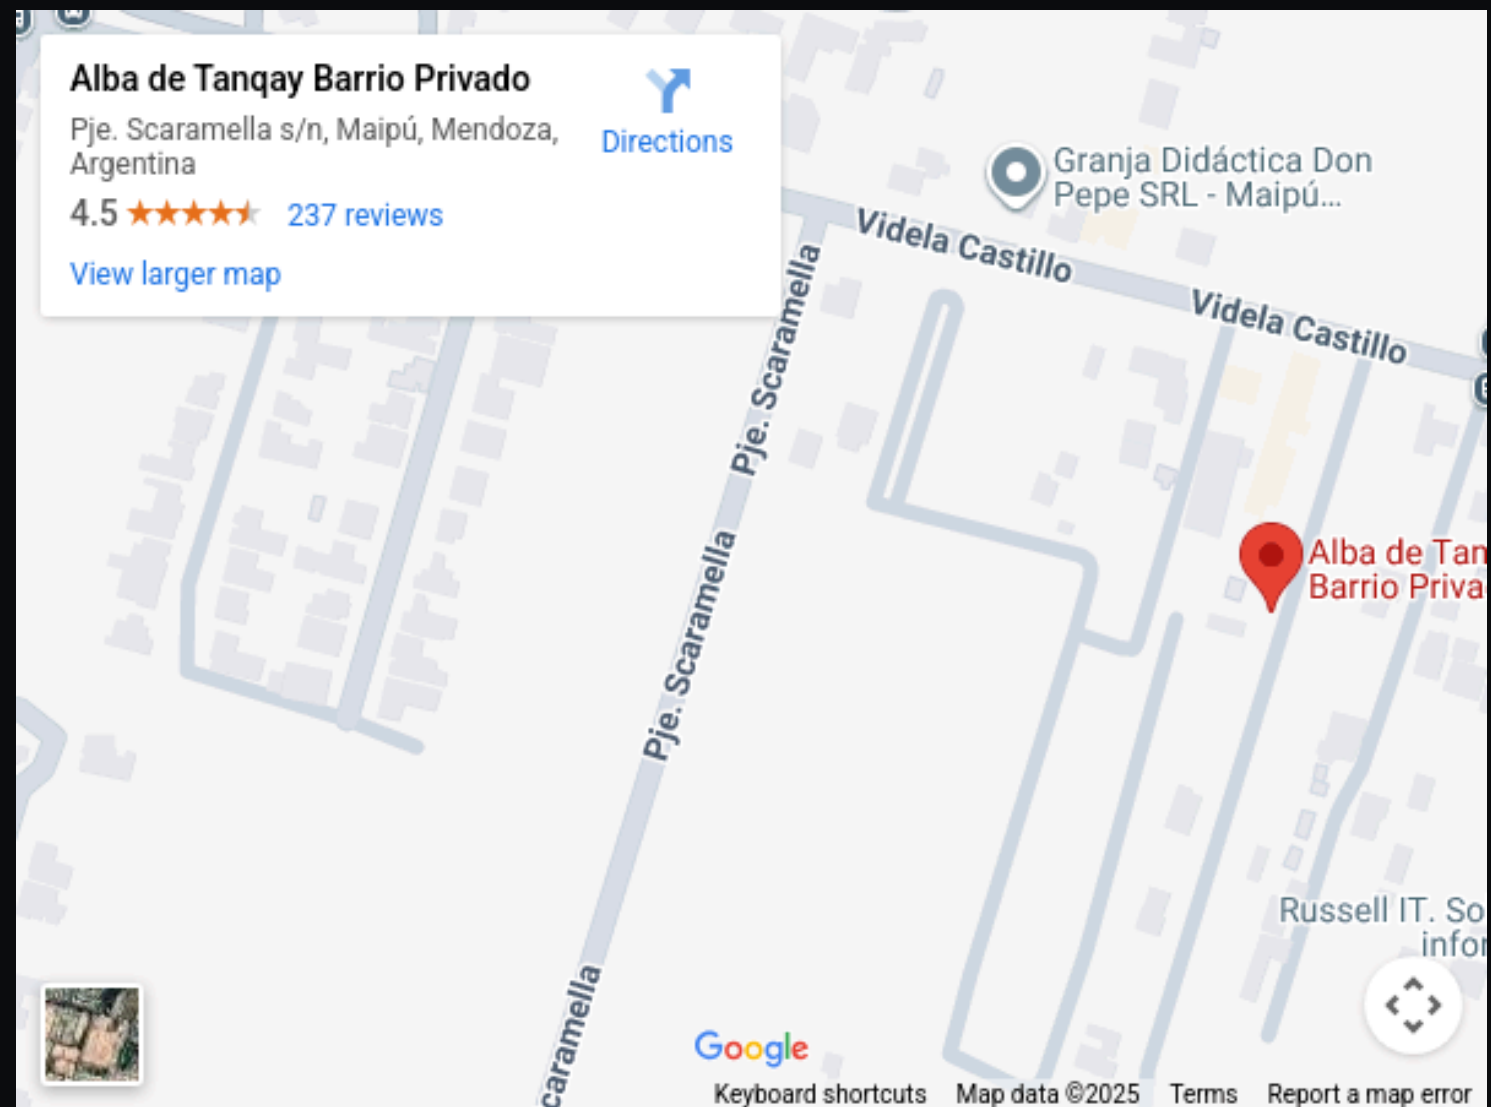 Alba de Tanqay Barrio Privado
Pje. Scaramella s/n, Maipú, Mendoza,
Argentina
4.5
237 reviews
View larger map
Directions
Granja Didáctica Don
Pepe SRL - Maipú...
Videla Castillo
Videla Castillo
Pje. Scaramella
Pje. Scaramella
caramella
Alba de Tan
Barrio Priva
Russell IT. So
infor
Google
Keyboard shortcuts
Map data ©2025
Terms
Report a map error